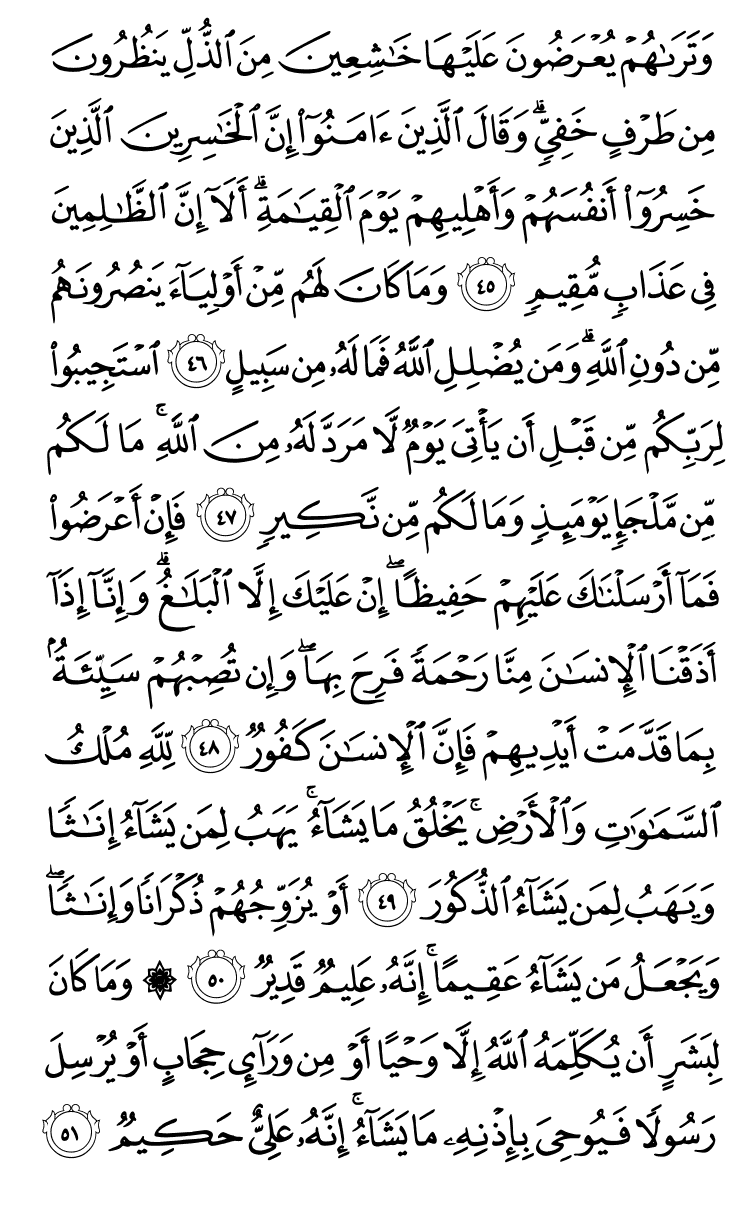 وَتَرَىٰهُمْ يُعْرَضُونَ عَلَيْهَا خَٰشِعِينَ مِنَ ٱلذُّلِّ يَنظُرُونَ
مِن طَرْفٍ خَفِىٍّۗ وَقَالَ ٱلَّذِينَ ءَامَنُوٓا۟ إِنَّ ٱلْخَٰسِرِينَ ٱلَّذِينَ
خَسِرُوٓا۟ أَنفُسَهُمْ وَأَهْلِيهِمْ يَوْمَ ٱلْقِيَٰمَةِۗ أَلَآ إِنَّ ٱلظَّٰلِمِينَ
فِى عَذَابٍ مُّقِيمٍ ٤٥ وَمَا كَانَ لَهُم مِّنْ أَوْلِيَآءَ يَنصُرُونَهُم
مِّن دُونِ ٱللَّهِۗ وَمَن يُضْلِلِ ٱللَّهُ فَمَا لَهُۥ مِن سَبِيلٍ ٤٦ ٱسْتَجِيبُوا۟
لِرَبِّكُم مِّن قَبْلِ أَن يَأْتِىَ يَوْمٌ لَّا مَرَدَّ لَهُۥ مِنَ ٱللَّهِۚ مَا لَكُم
مِّن مَّلْجَإٍ يَوْمَئِذٍ وَمَا لَكُم مِّن نَّكِيرٍ ٤٧ فَإِنْ أَعْرَضُوا۟
فَمَآ أَرْسَلْنَٰكَ عَلَيْهِمْ حَفِيظًاۖ إِنْ عَلَيْكَ إِلَّا ٱلْبَلَٰغُۗ وَإِنَّآ إِذَآ
أَذَقْنَا ٱلْإِنسَٰنَ مِنَّا رَحْمَةً فَرِحَ بِهَاۖ وَإِن تُصِبْهُمْ سَيِّئَةٌۢ
بِمَا قَدَّمَتْ أَيْدِيهِمْ فَإِنَّ ٱلْإِنسَٰنَ كَفُورٌ ٤٨ لِّلَّهِ مُلْكُ
ٱلسَّمَٰوَٰتِ وَٱلْأَرْضِۚ يَخْلُقُ مَا يَشَآءُۚ يَهَبُ لِمَن يَشَآءُ إِنَٰثًا
وَيَهَبُ لِمَن يَشَآءُ ٱلذُّكُورَ ٤٩ أَوْ يُزَوِّجُهُمْ ذُكْرَانًا وَإِنَٰثًاۖ
وَيَجْعَلُ مَن يَشَآءُ عَقِيمًاۚ إِنَّهُۥ عَلِيمٌ قَدِيرٌ ٥٠ ۞ وَمَا كَانَ
لِبَشَرٍ أَن يُكَلِّمَهُ ٱللَّهُ إِلَّا وَحْيًا أَوْ مِن وَرَآئِ حِجَابٍ أَوْ يُرْسِلَ
رَسُولًا فَيُوحِىَ بِإِذْنِهِۦ مَا يَشَآءُۚ إِنَّهُۥ عَلِىٌّ حَكِيمٌ ٥١